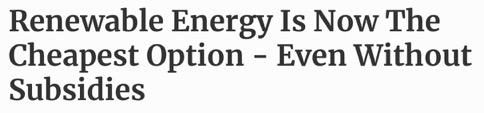 Renewable Energy Is Now The
Cheapest Option - Even Without
Subsidies